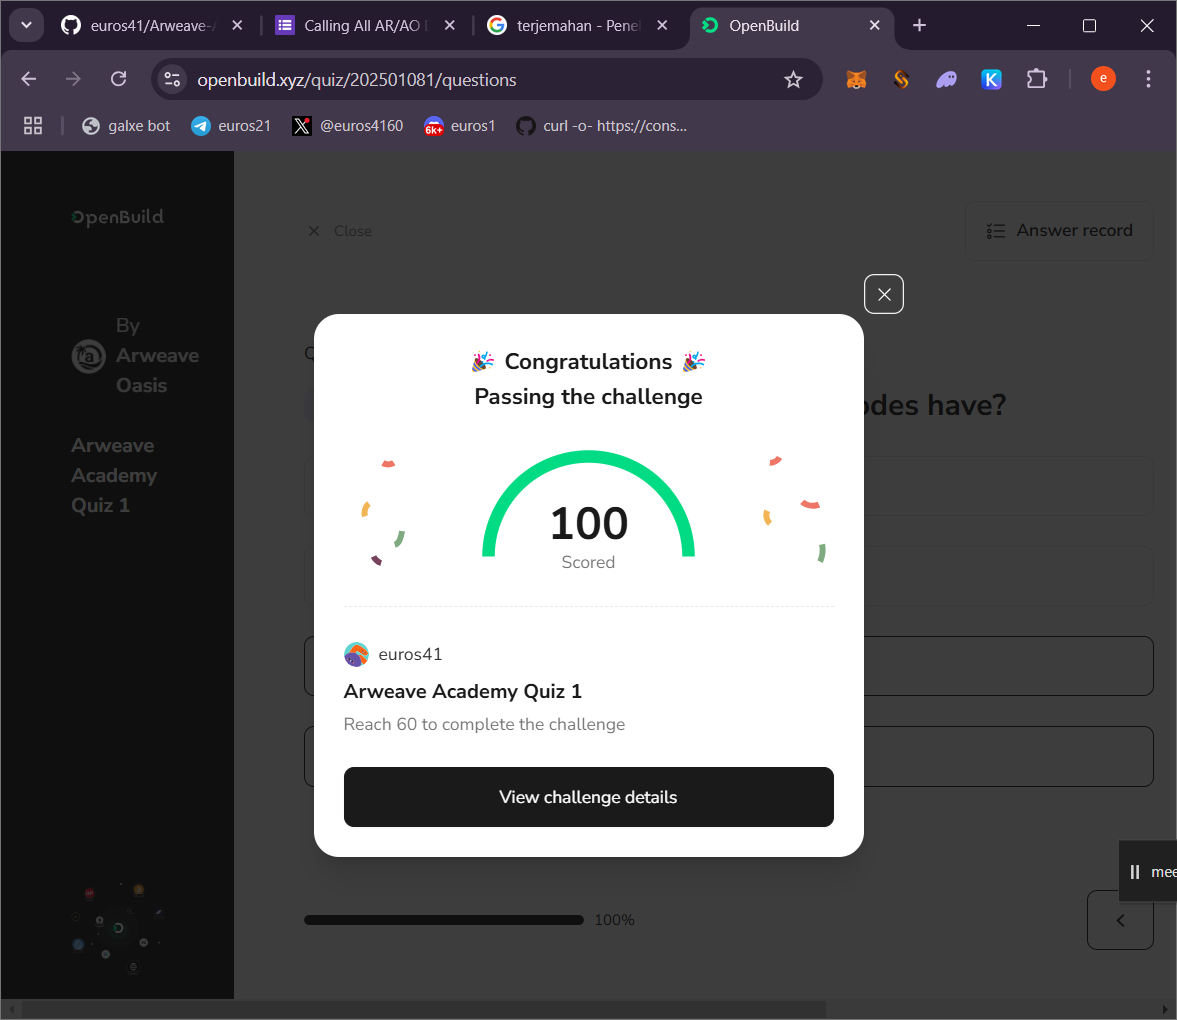 euros41/Arweave-
Calling All AR/AO
terjemahan - Pene
OpenBuild
openbuild.xyz/quiz/202501081/questions
e
galxe bot
euros21
@euros4160
6k+
euros1
curl -o- https://cons...
OpenBuild
Close
Answer record
By
Arweave
Oasis
Arweave
Academy
Quiz 1
odes have?
Congratulations
Passing the challenge
100
Scored
euros41
Arweave Academy Quiz 1
Reach 60 to complete the challenge
View challenge details
mee
100%